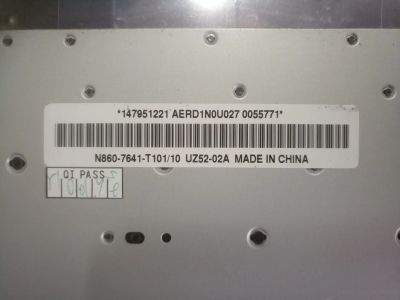 *147951221 AERD1N0U027 0055771*
N860-7641-T101/10 UZ52-02A MADE IN CHINA
QI PASS